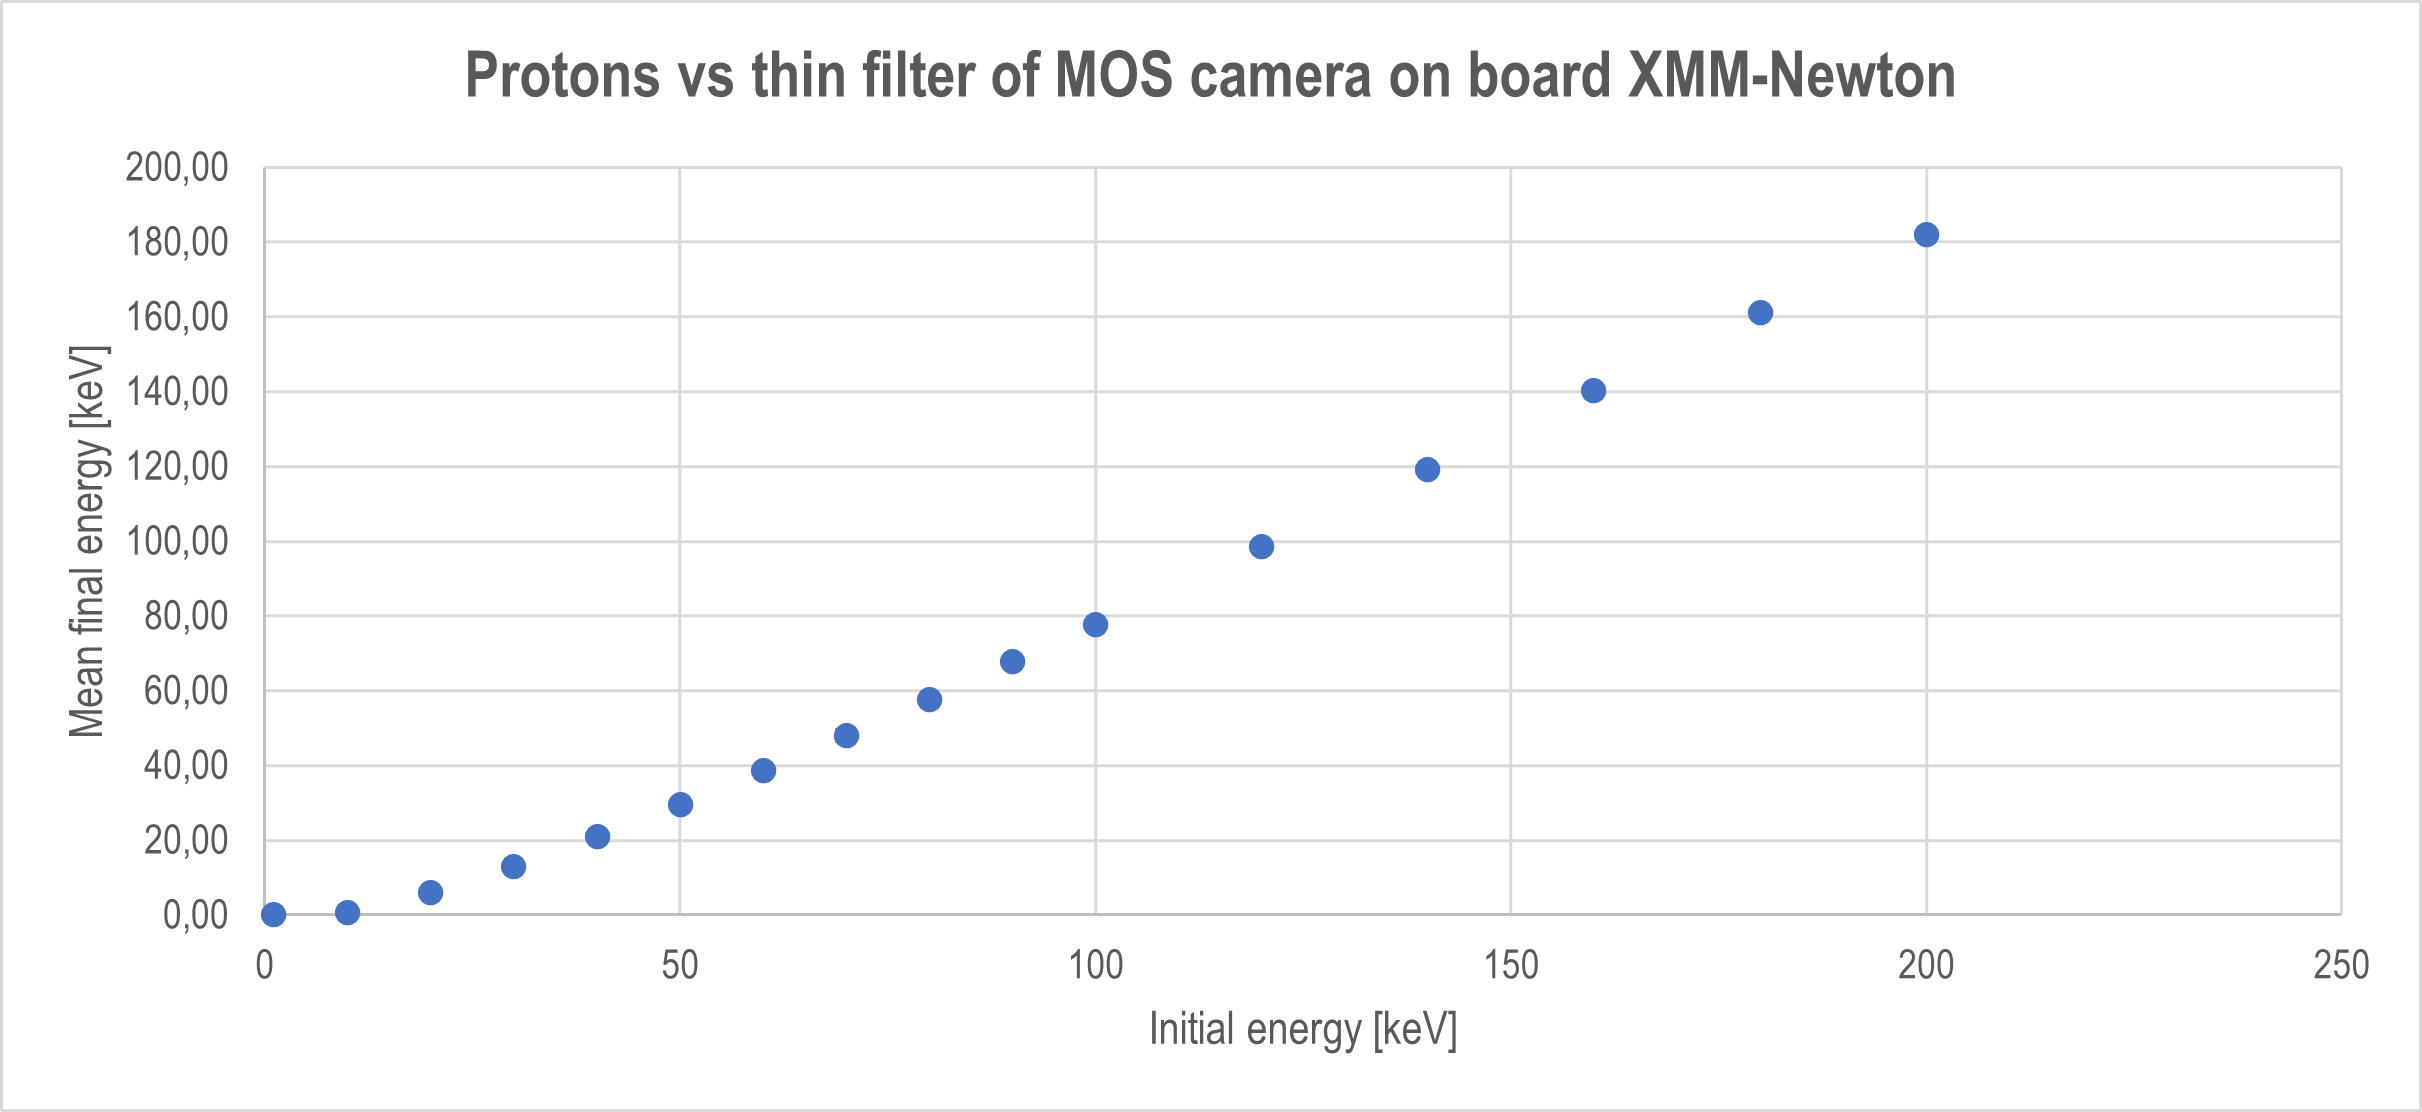 Protons vs thin filter of MOS camera on board XMM-Newton
200,00
180,00
160,00
140,00
120,00
100,00
80,00
60,00
40,00
20,00
0,00
Mean final energy [keV]
0 50 100 150 200 250
Initial energy [keV]